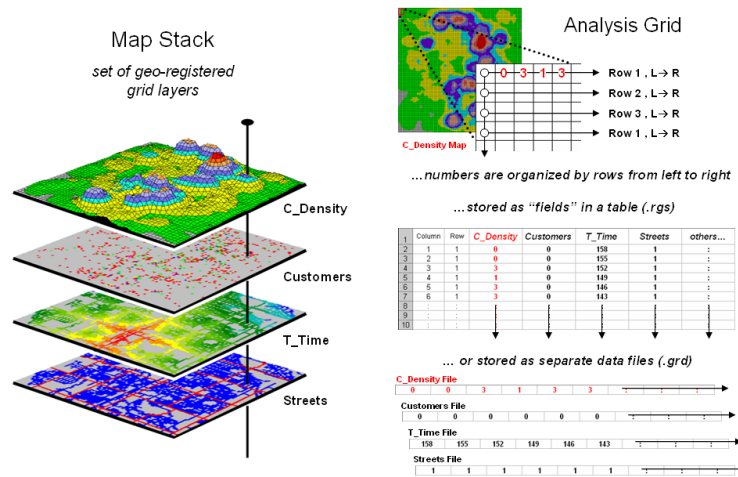 Map Stack
set of geo-registered
grid layers
C_Density
Customers
T_Time
Streets
Analysis Grid
0 3 1 3 Row 1 , L→ R
Row 2 , L→ R
Row 3 , L→ R
Row 1 , L→ R
C_Density Map
...numbers are organized by rows from left to right
...stored as “fields” in a table (.rgs)
1 Column Row C_Density Customers T_Time Streets others...
2 1 1 0 0 158 1 :
3 2 1 0 0 155 1 :
4 3 1 3 0 152 1 :
5 4 1 1 0 149 1 :
6 5 1 3 0 146 1 :
7 6 1 3 0 143 1 :
8 : :
9 : :
10 : :
... or stored as separate data files (.grd)
C_Density File
0 0 3 1 3 3 : : :
Customers File
0 0 0 0 0 0 : : :
T_Time File
158 155 152 149 146 143 : : :
Streets File
1 1 1 1 1 1 : : :